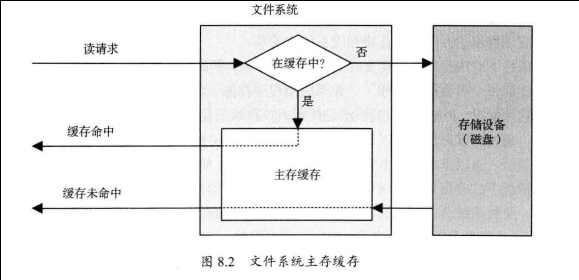 文件系统
读请求
在缓存中?
否
是
存储设备
（磁盘）
缓存命中
主存缓存
缓存未命中
图 8.2 文件系统主存缓存